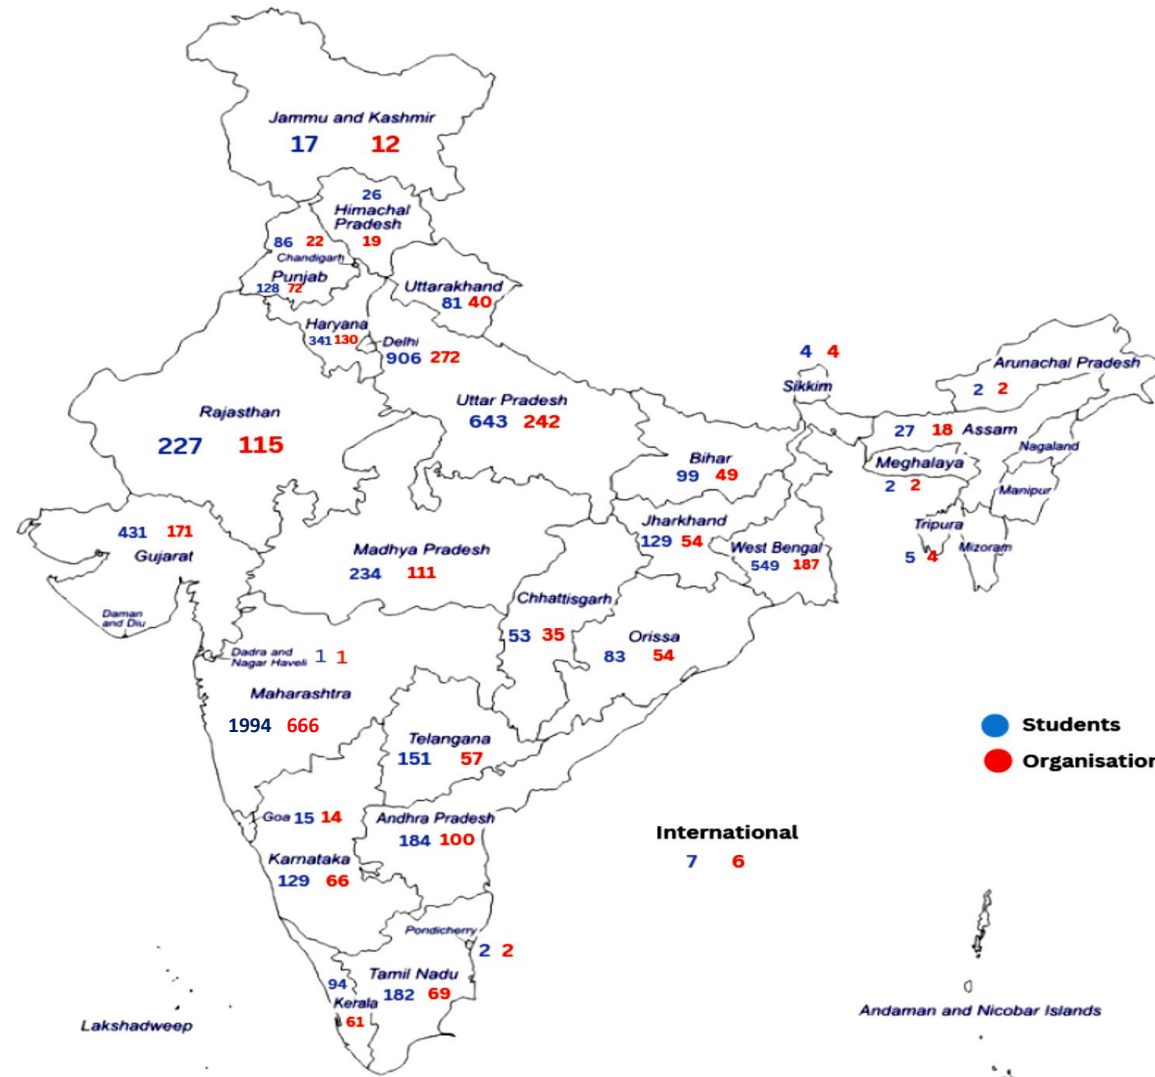 Jammu and Kashmir
17 12
26
Himachal
Pradesh
19
86 22
Chandigarh
Punjab
128 72
Uttarakhand
81 40
Haryana
341 130
Delhi
906 272
4 4
Sikkim
Arunachal Pradesh
2 2
Rajasthan
227 115
Uttar Pradesh
643 242
27 18 Assam
Nagaland
Bihar
99 49
Meghalaya
2 2
Manipur
431 171
Gujarat
Madhya Pradesh
234 111
Jharkhand
129 54
West Bengal
549 187
Tripura
5 4
Mizoram
Daman
and Diu
Chhattisgarh
53 35
Orissa
83 54
Dadra and
Nagar Haveli
1 1
Maharashtra
1994 666
Telangana
151 57
Students
Organisation
Goa 15 14
Andhra Pradesh
184 100
International
7 6
Karnataka
129 66
Pondicherry
2 2
Tamil Nadu
182 69
94
Kerala
61
Lakshadweep
Andaman and Nicobar Islands